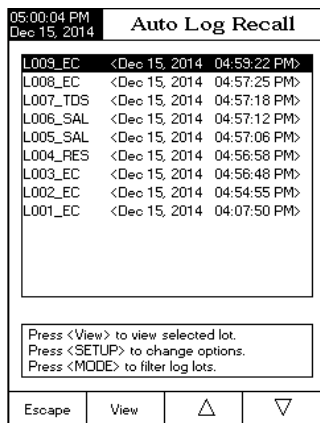 05:00:04 PM
Dec 15, 2014
Auto Log Recall
L009_EC <Dec 15, 2014 04:59:22 PM>
L008_EC <Dec 15, 2014 04:57:25 PM>
L007_TDS <Dec 15, 2014 04:57:18 PM>
L006_SAL <Dec 15, 2014 04:57:12 PM>
L005_SAL <Dec 15, 2014 04:57:06 PM>
L004_RES <Dec 15, 2014 04:56:58 PM>
L003_EC <Dec 15, 2014 04:56:48 PM>
L002_EC <Dec 15, 2014 04:54:55 PM>
L001_EC <Dec 15, 2014 04:07:50 PM>
Press <View> to view selected lot.
Press <SETUP> to change options.
Press <MODE> to filter log lots.
Escape View △ ▽